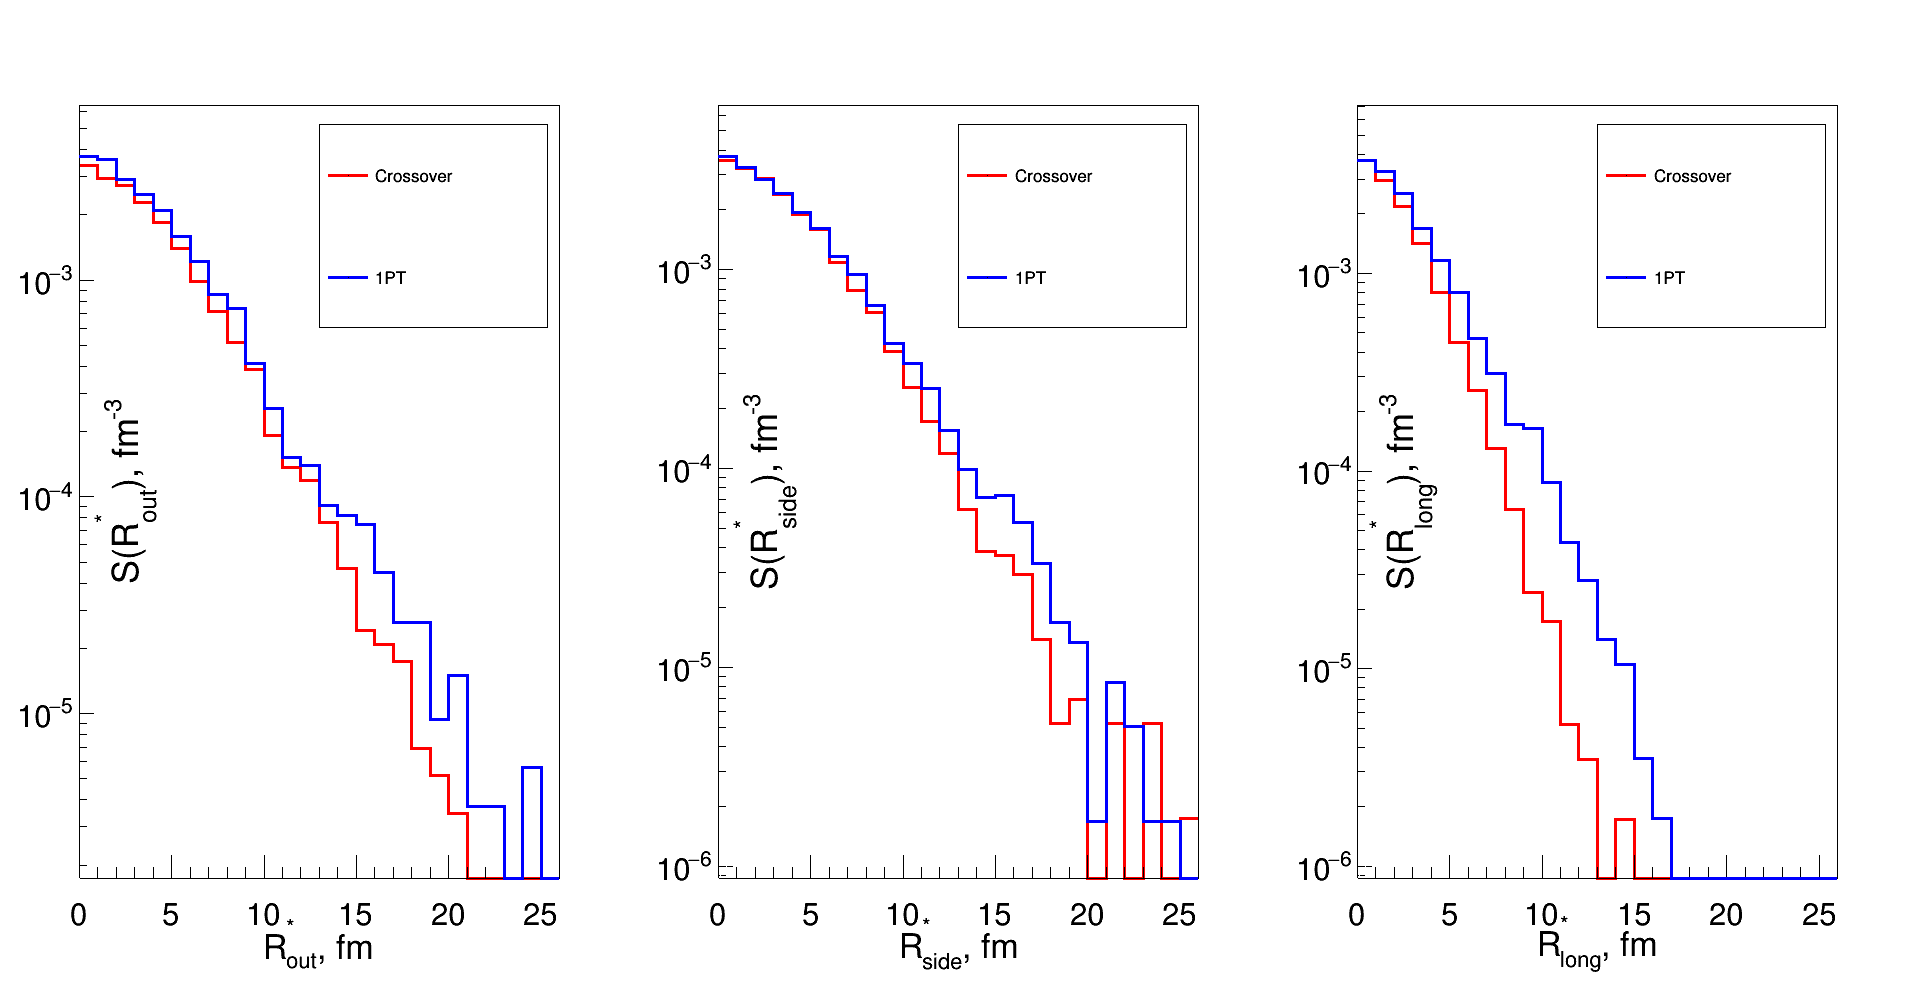 Crossover
1PT
10⁻³
10⁻⁴
10⁻⁵
S(R*out), fm⁻³
0 5 10 15 20 25
R*out, fm
Crossover
1PT
10⁻³
10⁻⁴
10⁻⁵
10⁻⁶
S(R*side), fm⁻³
0 5 10 15 20 25
R*side, fm
Crossover
1PT
10⁻³
10⁻⁴
10⁻⁵
10⁻⁶
S(R*long), fm⁻³
0 5 10 15 20 25
R*long, fm